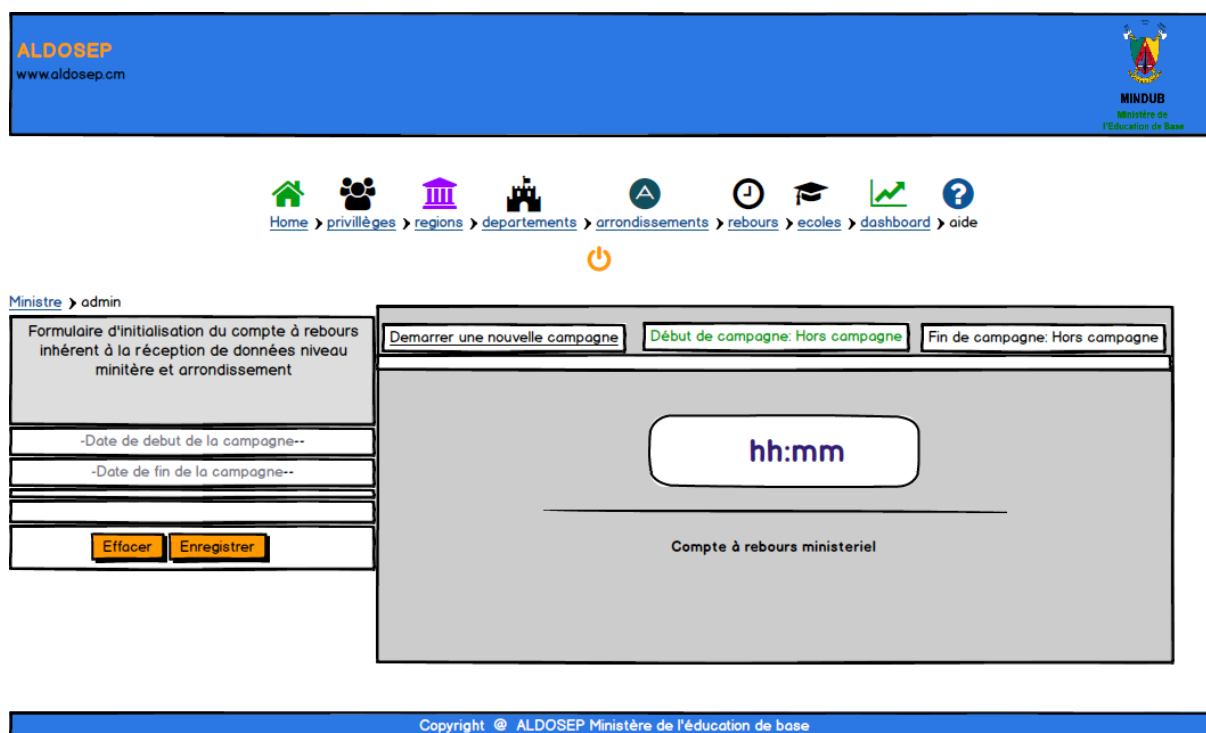 ALDOSEP
www.aldosep.cm
MINDUB
Ministère de
l'Education de Base
Home privillèges regions departements arrondissements rebours ecoles dashboard aide
Ministre admin
Formulaire d'initialisation du compte à rebours
inhérent à la réception de données niveau
minitère et arrondissement
-Date de debut de la campagne--
-Date de fin de la campagne--
Effacer Enregistrer
Demarrer une nouvelle campagne Début de campagne: Hors campagne Fin de campagne: Hors campagne
hh:mm
Compte à rebours ministeriel
Copyright @ ALDOSEP Ministère de l'éducation de base